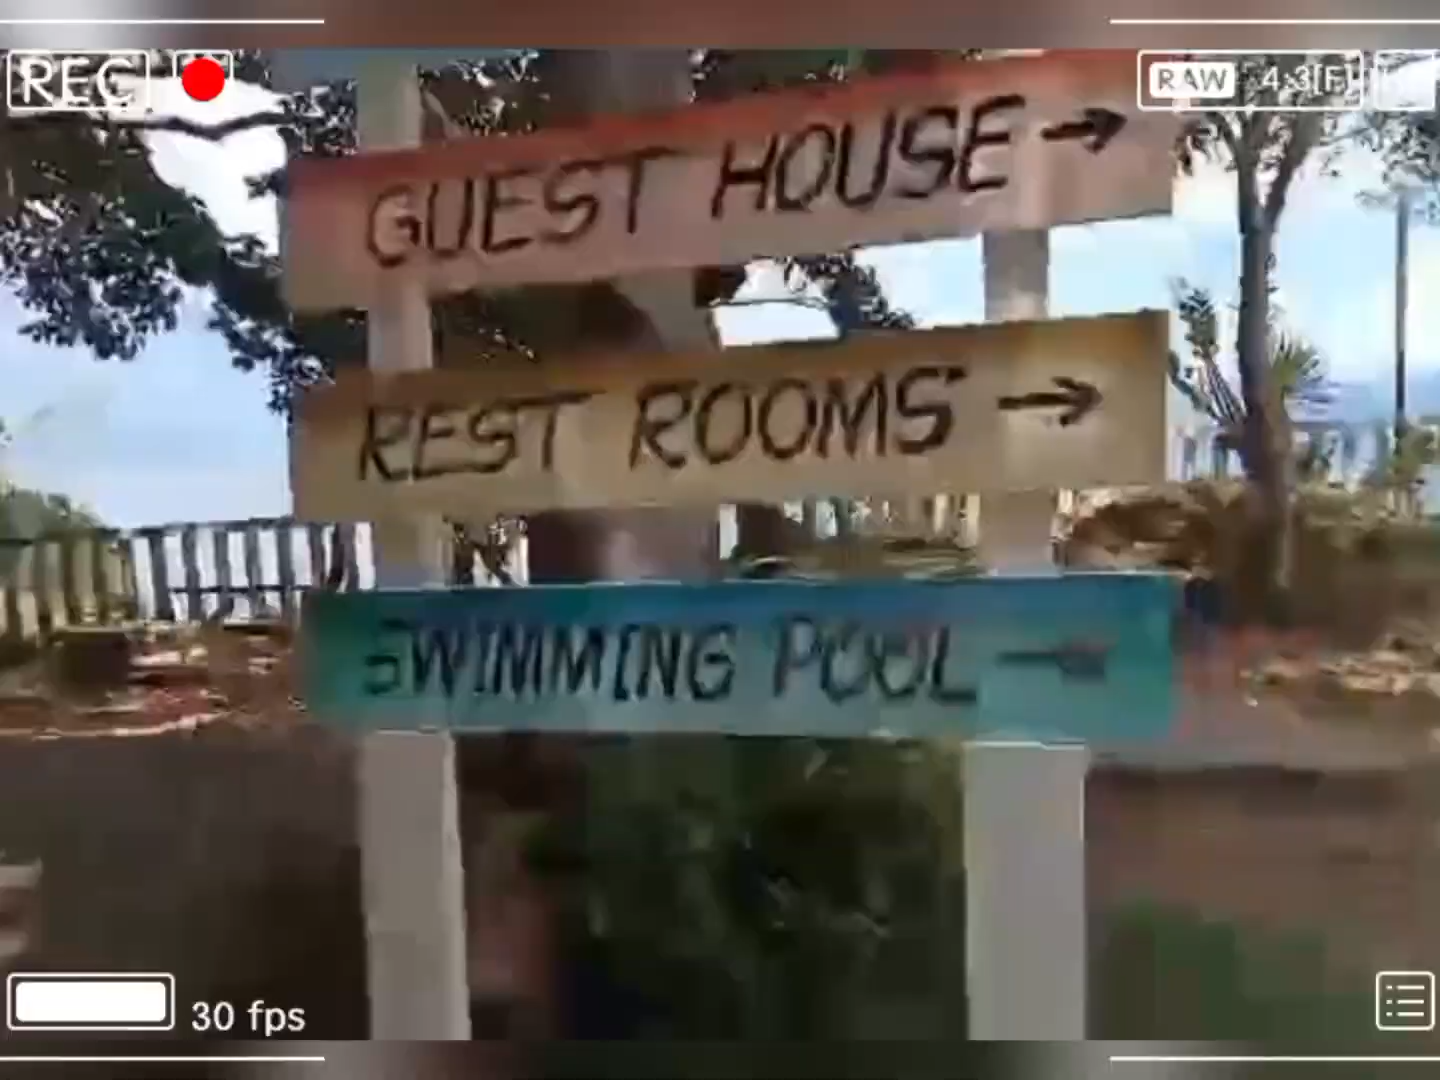 REC
RAW 4:3[F]
GUEST HOUSE →
REST ROOMS →
SWIMMING POOL →
30 fps